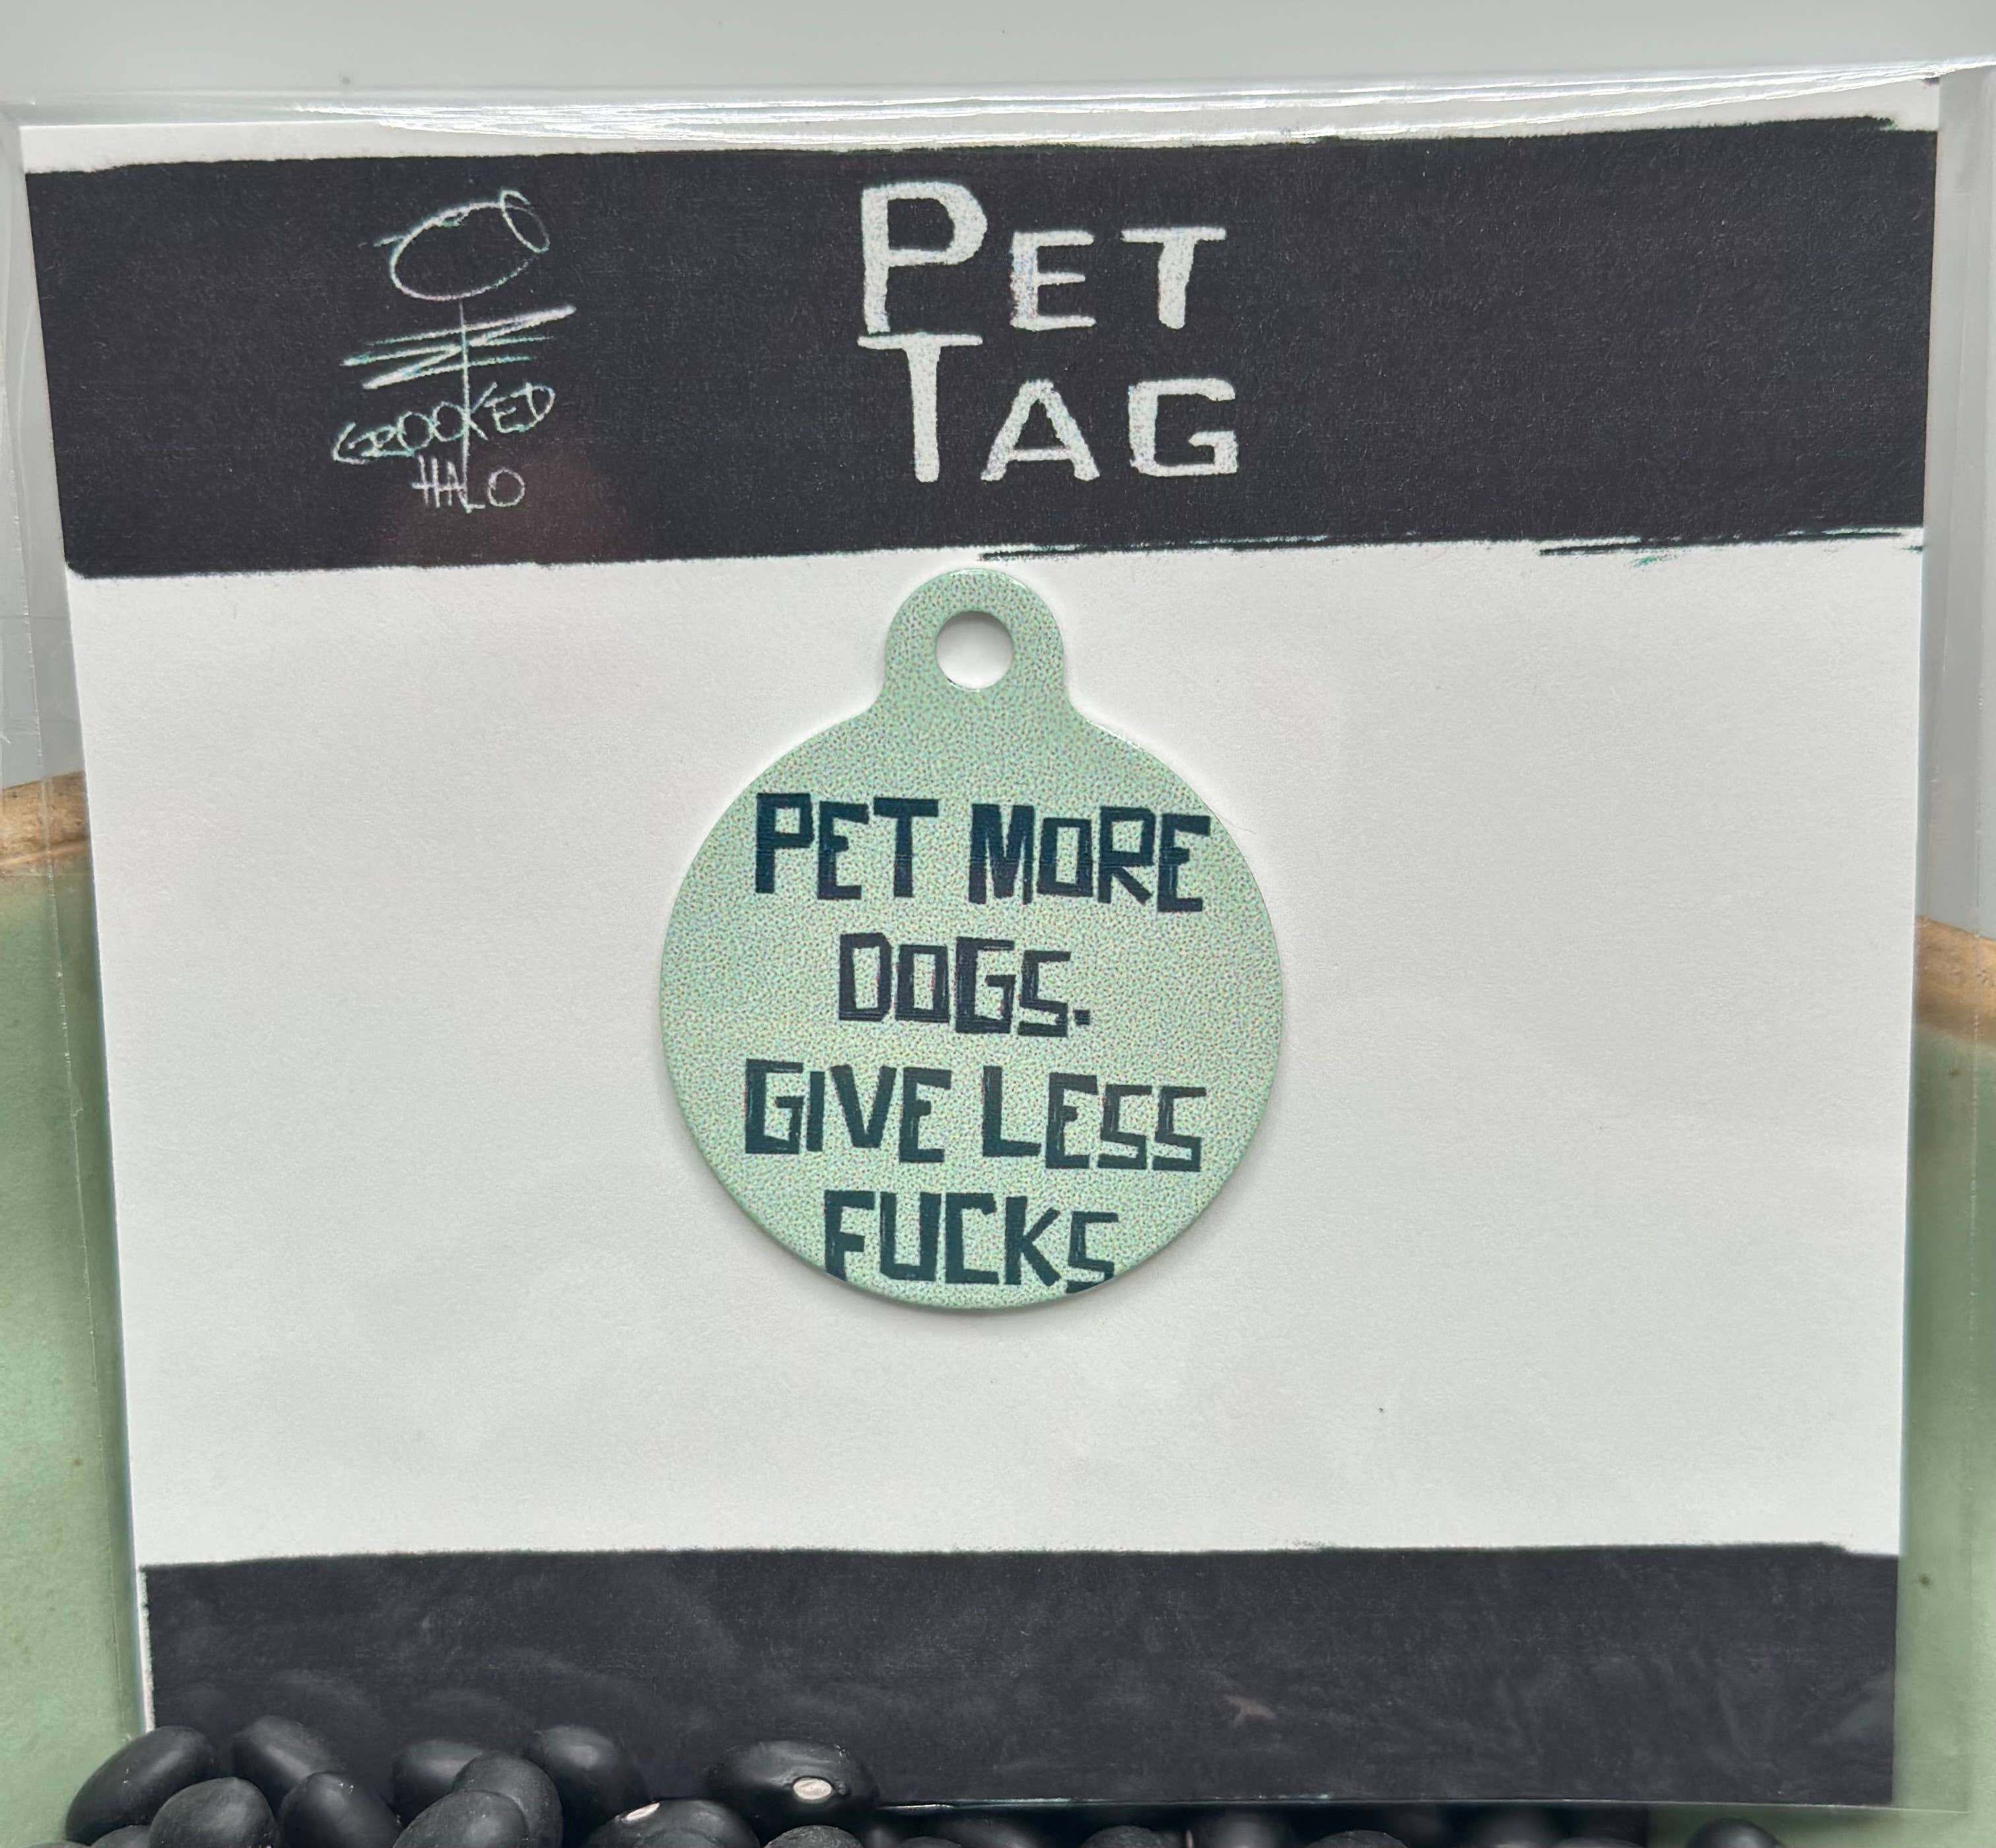 CROOKED
HALO
PET
TAG
PET MORE
DOGS.
GIVE LESS
FUCKS